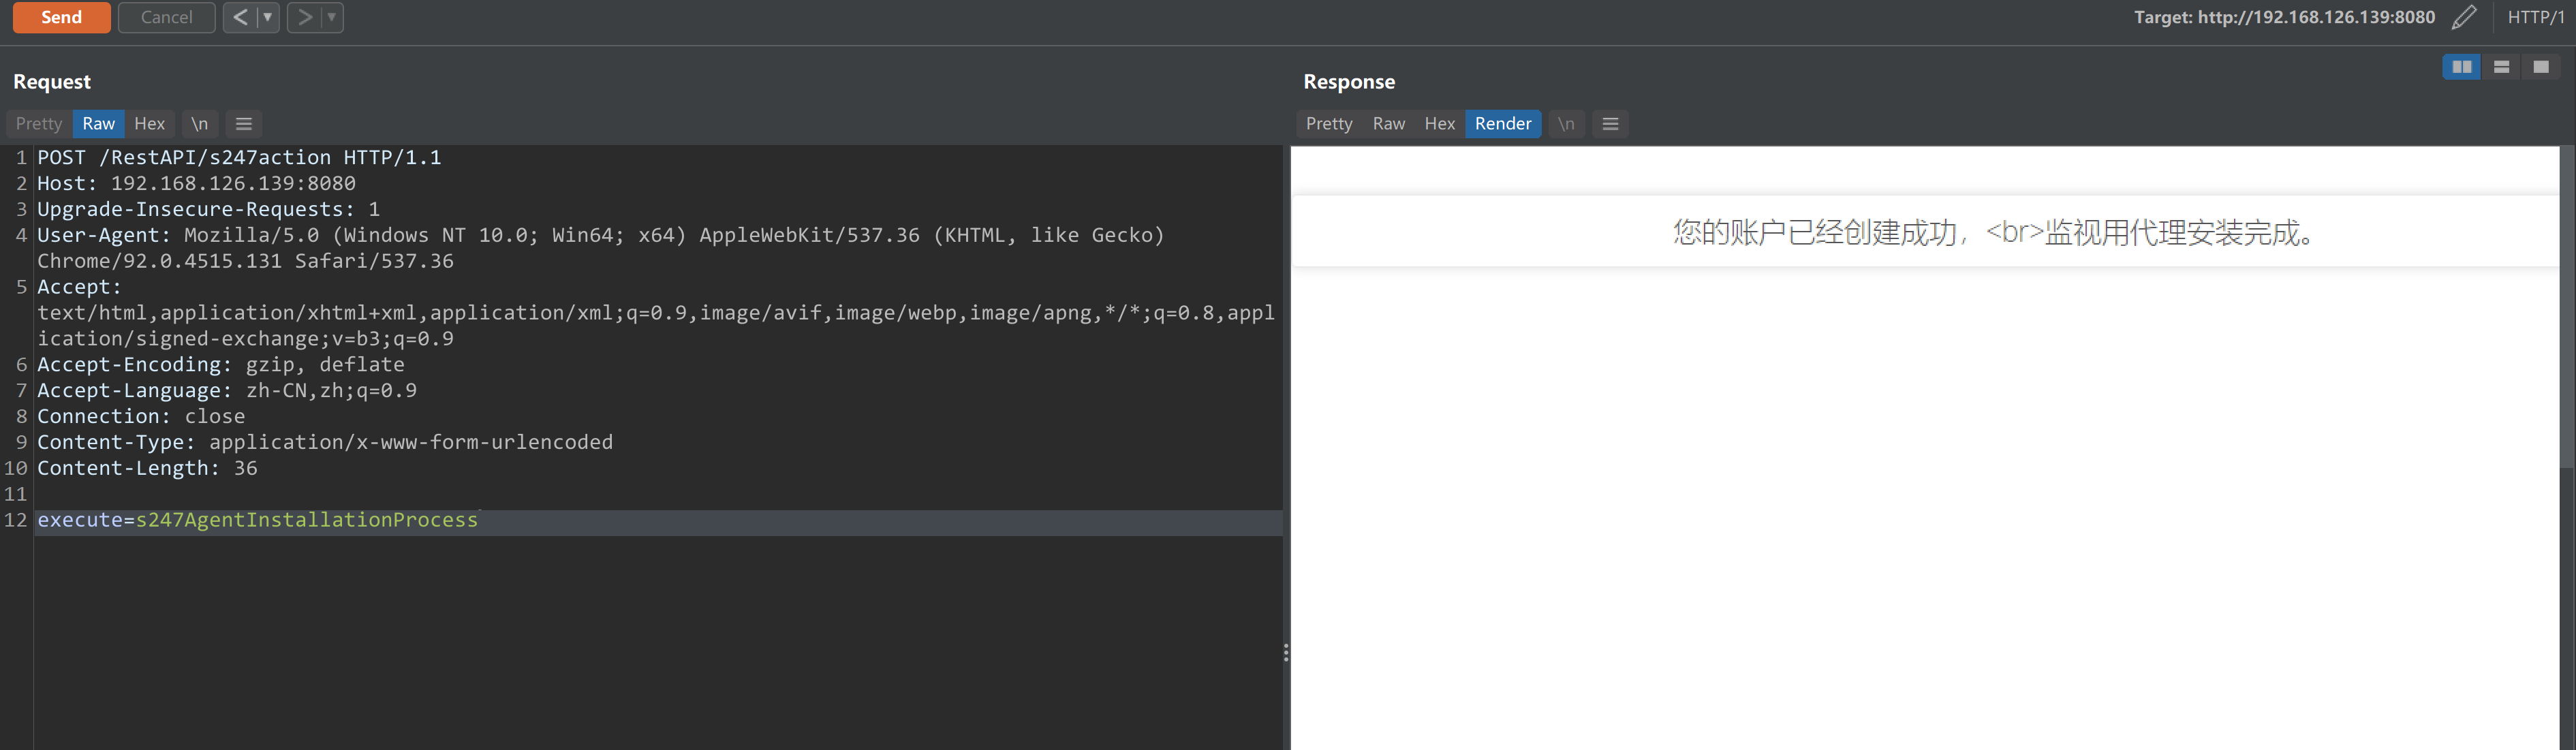 Send Cancel < ▼ > ▼ Target: http://192.168.126.139:8080 HTTP/1
Request
Pretty Raw Hex \n
1 POST /RestAPI/s247action HTTP/1.1
2 Host: 192.168.126.139:8080
3 Upgrade-Insecure-Requests: 1
4 User-Agent: Mozilla/5.0 (Windows NT 10.0; Win64; x64) AppleWebKit/537.36 (KHTML, like Gecko)
Chrome/92.0.4515.131 Safari/537.36
5 Accept:
text/html,application/xhtml+xml,application/xml;q=0.9,image/avif,image/webp,image/apng,*/*;q=0.8,appl
ication/signed-exchange;v=b3;q=0.9
6 Accept-Encoding: gzip, deflate
7 Accept-Language: zh-CN,zh;q=0.9
8 Connection: close
9 Content-Type: application/x-www-form-urlencoded
10 Content-Length: 36
11
12 execute=s247AgentInstallationProcess
Response
Pretty Raw Hex Render \n
您的账户已经创建成功，<br>监视用代理安装完成。